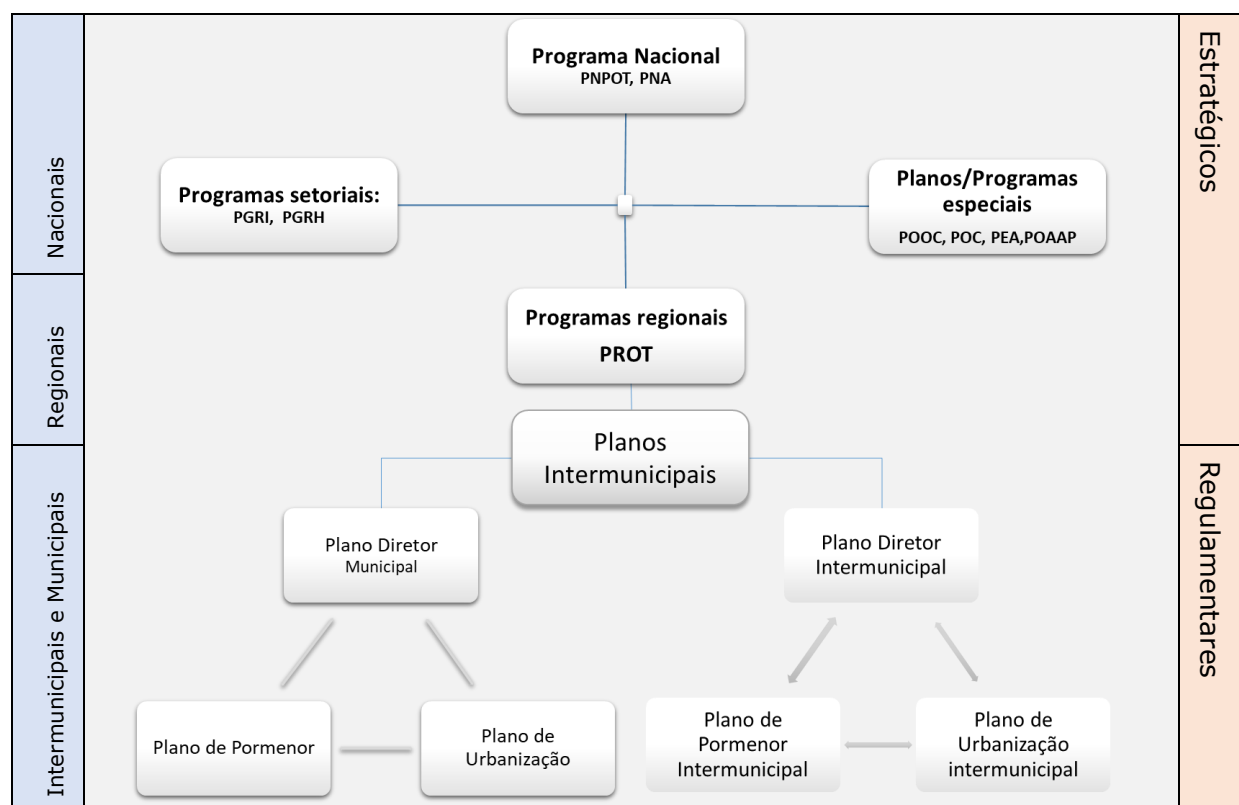 Nacionais
Regionais
Intermunicipais e Municipais
Programa Nacional
PNPOT, PNA
Programas setoriais:
PGRI, PGRH
Planos/Programas
especiais
POOC, POC, PEA,POAAP
Programas regionais
PROT
Planos
Intermunicipais
Plano Diretor
Municipal
Plano Diretor
Intermunicipal
Plano de Pormenor
Plano de
Urbanização
Plano de
Pormenor
Intermunicipal
Plano de
Urbanização
intermunicipal
Estratégicos
Regulamentares